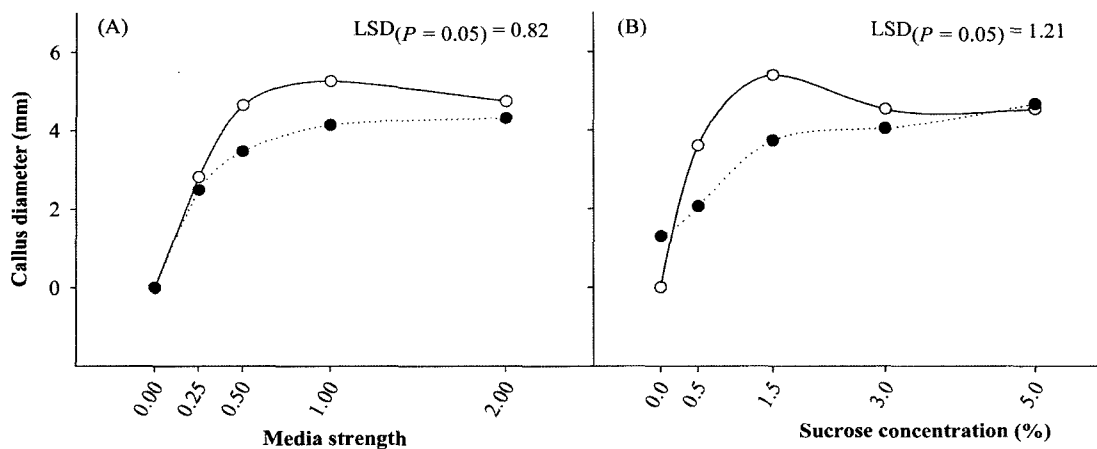 (A)
LSD(P = 0.05) = 0.82
(B)
LSD(P = 0.05) = 1.21
Callus diameter (mm)
6
4
2
0
0.00
0.25
0.50
1.00
2.00
0.0
0.5
1.5
3.0
5.0
Media strength
Sucrose concentration (%)